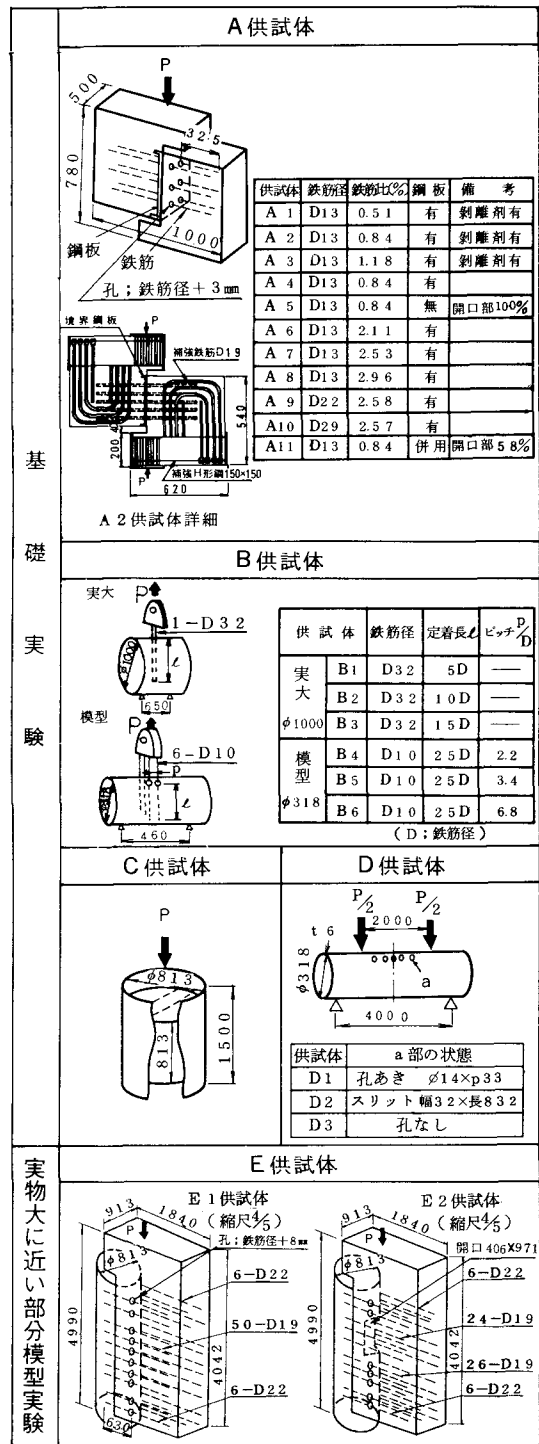 A供試体
P
500
780
325
1000
鋼板
鉄筋
孔；鉄筋径＋3㎜
境界鋼板
P
補強鉄筋D19
540
200
P
補強H形鋼150×150
620
A2供試体詳細
供試体 鉄筋径 鉄筋比(%) 鋼板 備考
A1 D13 0.51 有 剝離剤有
A2 D13 0.84 有 剝離剤有
A3 D13 1.18 有 剝離剤有
A4 D13 0.84 有
A5 D13 0.84 無 開口部100%
A6 D13 2.11 有
A7 D13 2.53 有
A8 D13 2.96 有
A9 D22 2.58 有
A10 D29 2.57 有
A11 D13 0.84 併用 開口部58%
基礎実験
B供試体
実大
P
1-D32
φ1000
ℓ
650
模型
P
6-D10
P
φ318
ℓ
460
供試体 鉄筋径 定着長ℓ ピッチP/D
実大 φ1000
B1 D32 5D ——
B2 D32 10D ——
B3 D32 15D ——
模型 φ318
B4 D10 25D 2.2
B5 D10 25D 3.4
B6 D10 25D 6.8
(D；鉄筋径)
C供試体
P
φ813
813
1500
D供試体
P/2 P/2
2000
t6
φ318
a
4000
供試体 a部の状態
D1 孔あき φ14×p33
D2 スリット 幅32×長832
D3 孔なし
実物大に近い部分模型実験
E供試体
E1供試体
(縮尺4/5)
913
1840
P
孔；鉄筋径＋8㎜
φ813
6-D22
50-D19
6-D22
4990
4042
630
E2供試体
(縮尺4/5)
913
1840
P
開口406×971
φ813
6-D22
24-D19
26-D19
6-D22
4990
4042